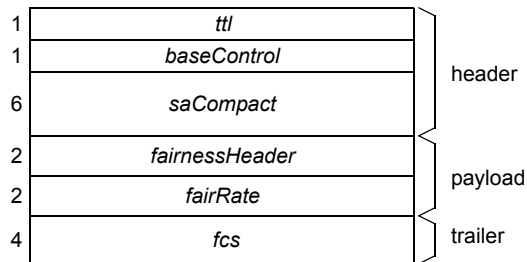 1 ttl
1 baseControl
6 saCompact
header
2 fairnessHeader
2 fairRate
payload
4 fcs
trailer